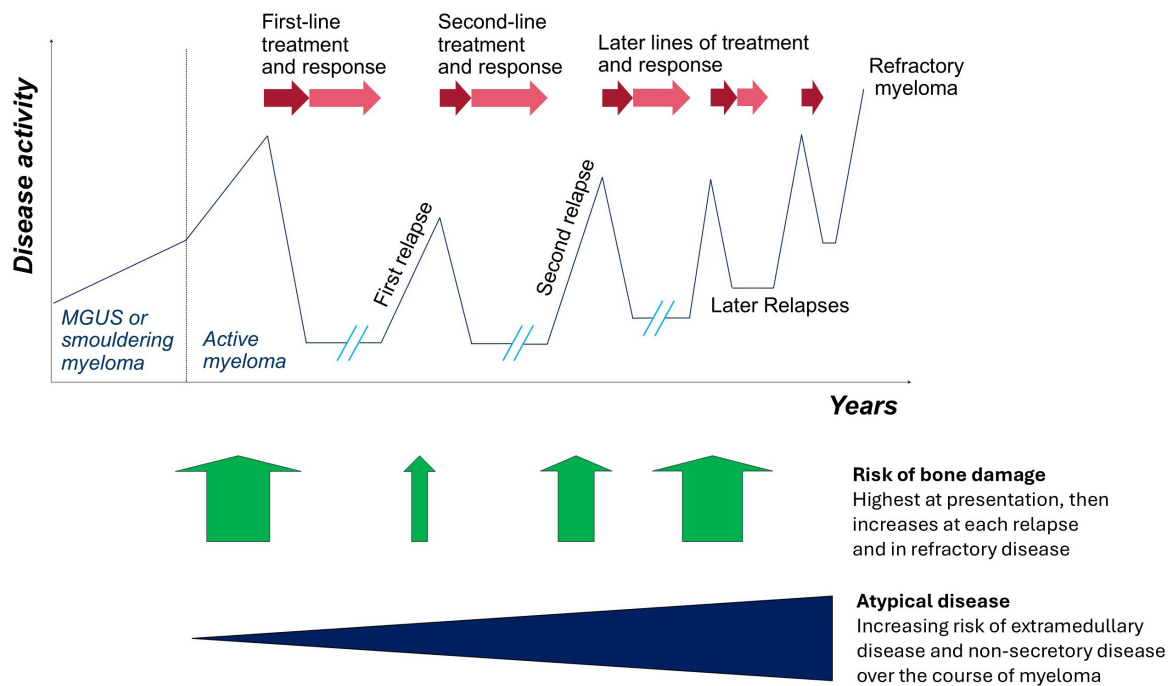 First-line
treatment
and response
Second-line
treatment
and response
Later lines of treatment
and response
Refractory
myeloma
Disease activity
First relapse
Second relapse
Later Relapses
MGUS or
smouldering
myeloma
Active
myeloma
Years
Risk of bone damage
Highest at presentation, then
increases at each relapse
and in refractory disease
Atypical disease
Increasing risk of extramedullary
disease and non-secretory disease
over the course of myeloma